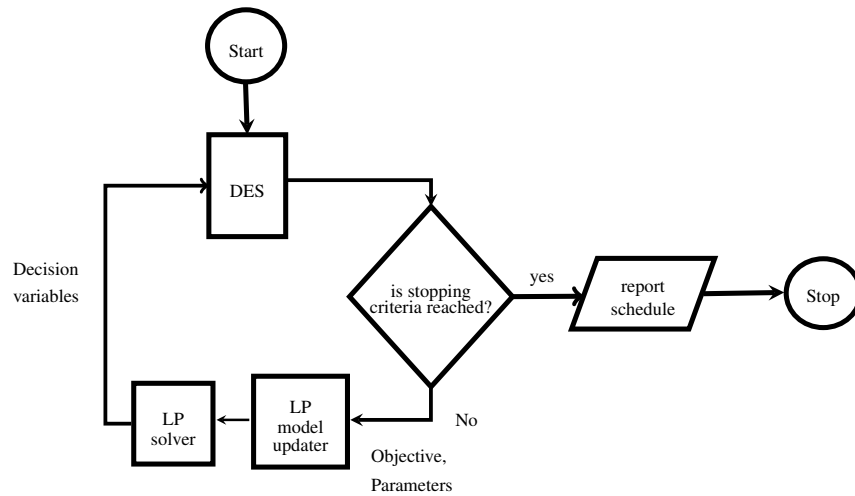 Start
DES
Decision
variables
is stopping
criteria reached?
yes
report
schedule
Stop
No
LP
model
updater
LP
solver
Objective,
Parameters